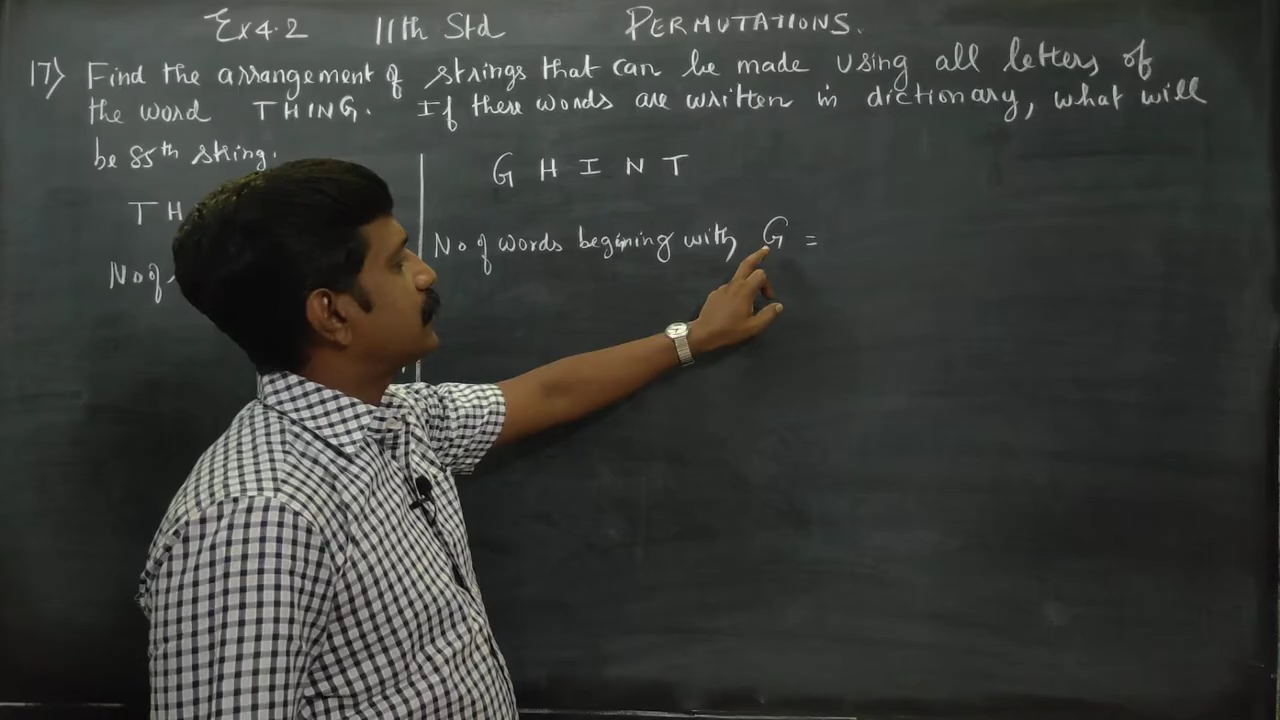 Ex 4.2 11th Std PERMUTATIONS.
17) Find the arrangement of strings that can be made using all letters of
the word THING. If these words are written in dictionary, what will
be 85th string.
TH
No of
G H I N T
No of words begining with G =